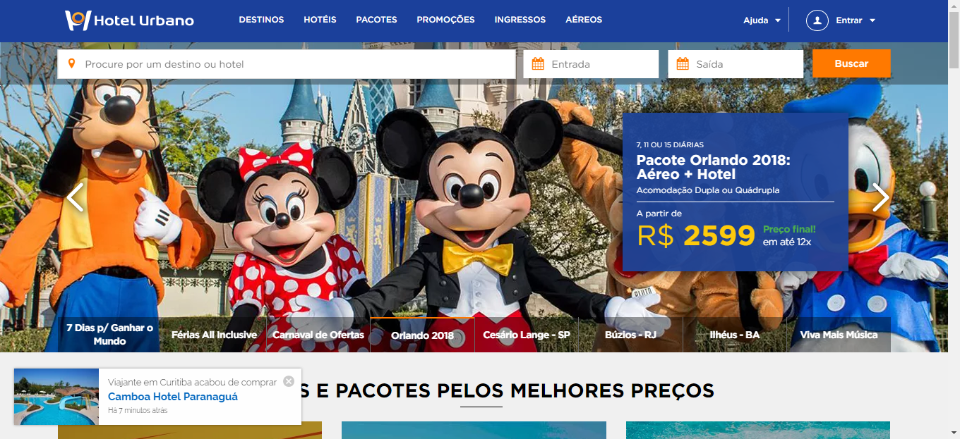 Hotel Urbano
DESTINOS HOTÉIS PACOTES PROMOÇÕES INGRESSOS AÉREOS
Ajuda Entrar
Procure por um destino ou hotel
Entrada
Saída
Buscar
7, 11 OU 15 DIÁRIAS
Pacote Orlando 2018:
Aéreo + Hotel
Acomodação Dupla ou Quádrupla
A partir de
R$ 2599
Preço final!
em até 12x
7 Dias p/ Ganhar o
Mundo
Férias All Inclusive
Carnaval de Ofertas
Orlando 2018
Cesário Lange - SP
Búzios - RJ
Ilhéus - BA
Viva Mais Música
S E PACOTES PELOS MELHORES PREÇOS
Viajante em Curitiba acabou de comprar
Camboa Hotel Paranaguá
Há 7 minutos atrás